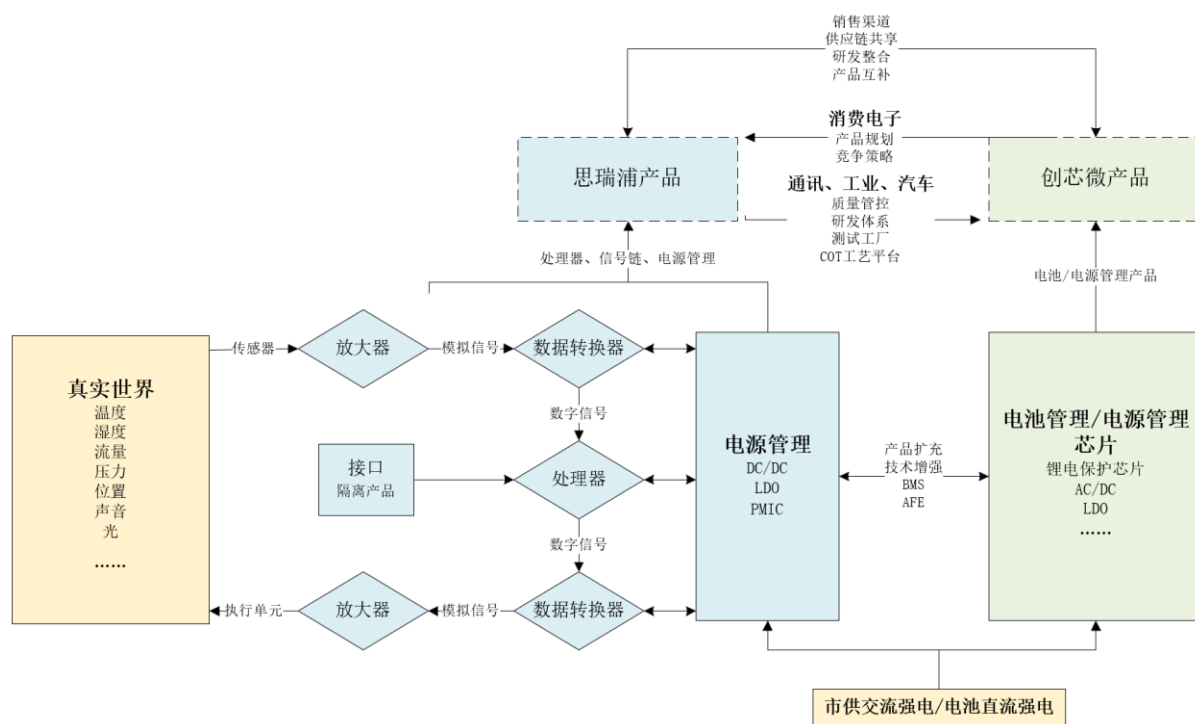 销售渠道
供应链共享
研发整合
产品互补
消费电子
产品规划
竞争策略
思瑞浦产品
通讯、工业、汽车
质量管控
研发体系
测试工厂
COT工艺平台
创芯微产品
处理器、信号链、电源管理
电池/电源管理产品
真实世界
温度
湿度
流量
压力
位置
声音
光
……
传感器
放大器
模拟信号
数据转换器
数字信号
接口
隔离产品
处理器
数字信号
执行单元
放大器
模拟信号
数据转换器
电源管理
DC/DC
LDO
PMIC
产品扩充
技术增强
BMS
AFE
电池管理/电源管理
芯片
锂电保护芯片
AC/DC
LDO
……
市供交流强电/电池直流强电